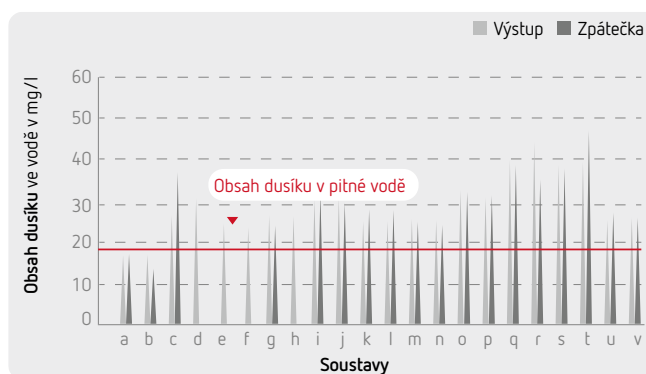 Výstup Zpátečka
Obsah dusíku ve vodě v mg/l
60
50
40
30
20
10
0
Obsah dusíku v pitné vodě
a b c d e f g h i j k l m n o p q r s t u v
Soustavy